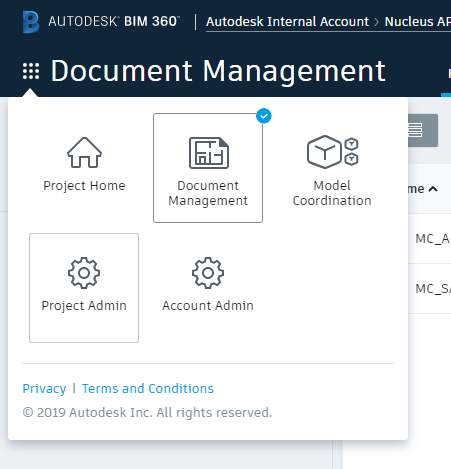 AUTODESK® BIM 360™ Autodesk Internal Account > Nucleus AP
Document Management
Project Home
Document
Management
Model
Coordination
me
MC_A
Project Admin
Account Admin
MC_SA
Privacy | Terms and Conditions
© 2019 Autodesk Inc. All rights reserved.